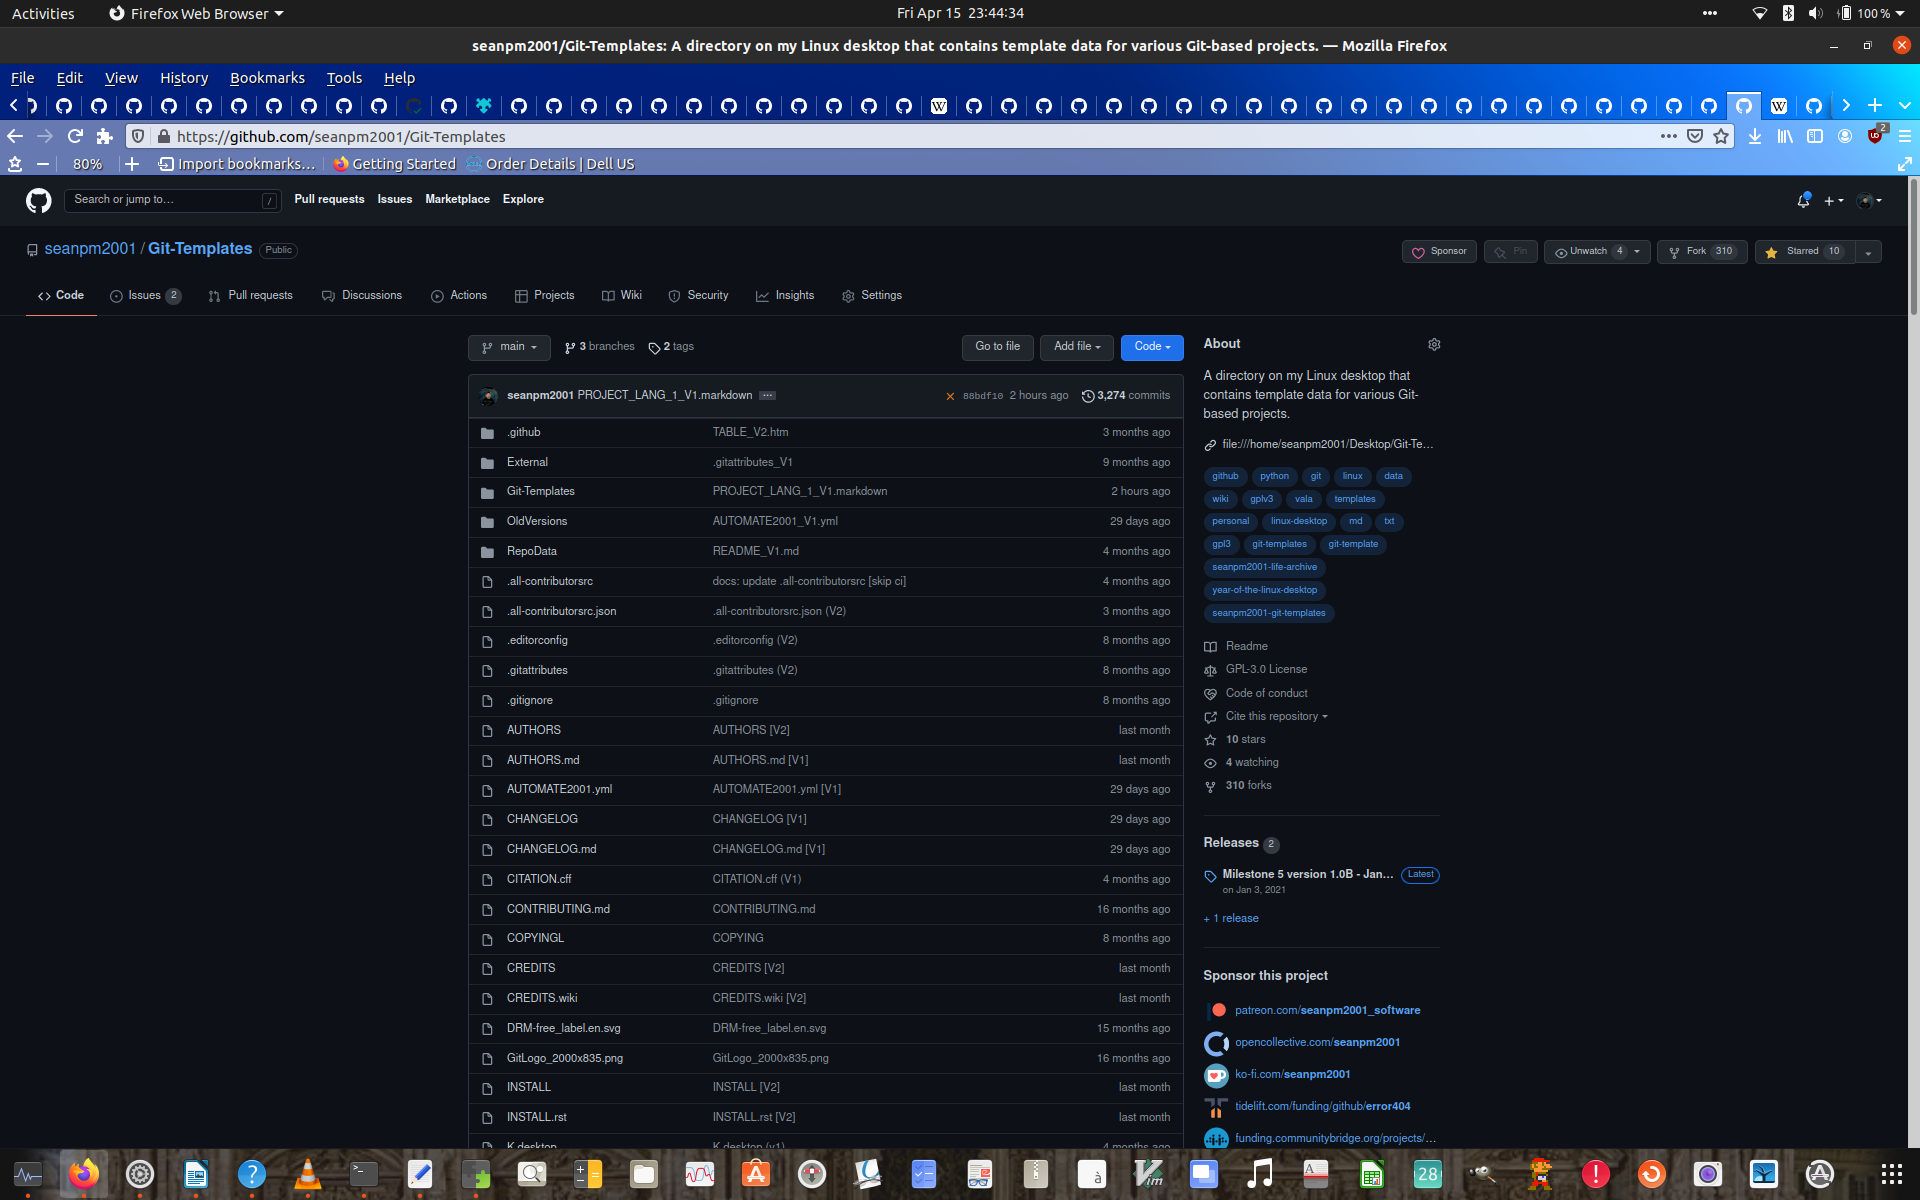 Activities Firefox Web Browser Fri Apr 15 23:44:34 100 %
seanpm2001/Git-Templates: A directory on my Linux desktop that contains template data for various Git-based projects. — Mozilla Firefox
File Edit View History Bookmarks Tools Help
https://github.com/seanpm2001/Git-Templates 2
80% Import bookmarks... Getting Started Order Details | Dell US
Search or jump to... / Pull requests Issues Marketplace Explore
seanpm2001 / Git-Templates Public Sponsor Pin Unwatch 4 Fork 310 Starred 10
Code Issues 2 Pull requests Discussions Actions Projects Wiki Security Insights Settings
main 3 branches 2 tags Go to file Add file Code
seanpm2001 PROJECT_LANG_1_V1.markdown ... 88bdf10 2 hours ago 3,274 commits
.github TABLE_V2.htm 3 months ago
External .gitattributes_V1 9 months ago
Git-Templates PROJECT_LANG_1_V1.markdown 2 hours ago
OldVersions AUTOMATE2001_V1.yml 29 days ago
RepoData README_V1.md 4 months ago
.all-contributorsrc docs: update .all-contributorsrc [skip ci] 4 months ago
.all-contributorsrc.json .all-contributorsrc.json (V2) 3 months ago
.editorconfig .editorconfig (V2) 8 months ago
.gitattributes .gitattributes (V2) 8 months ago
.gitignore .gitignore 8 months ago
AUTHORS AUTHORS [V2] last month
AUTHORS.md AUTHORS.md [V1] last month
AUTOMATE2001.yml AUTOMATE2001.yml [V1] 29 days ago
CHANGELOG CHANGELOG [V1] 29 days ago
CHANGELOG.md CHANGELOG.md [V1] 29 days ago
CITATION.cff CITATION.cff (V1) 4 months ago
CONTRIBUTING.md CONTRIBUTING.md 16 months ago
COPYINGL COPYING 8 months ago
CREDITS CREDITS [V2] last month
CREDITS.wiki CREDITS.wiki [V2] last month
DRM-free_label.en.svg DRM-free_label.en.svg 15 months ago
GitLogo_2000x835.png GitLogo_2000x835.png 16 months ago
INSTALL INSTALL [V2] last month
INSTALL.rst INSTALL.rst [V2] last month
K.desktop K.desktop (v1) 4 months ago
About
A directory on my Linux desktop that
contains template data for various Git-
based projects.
file:///home/seanpm2001/Desktop/Git-Te...
github python git linux data
wiki gplv3 vala templates
personal linux-desktop md txt
gpl3 git-templates git-template
seanpm2001-life-archive
year-of-the-linux-desktop
seanpm2001-git-templates
Readme
GPL-3.0 License
Code of conduct
Cite this repository
10 stars
4 watching
310 forks
Releases 2
Milestone 5 version 1.0B - Jan... Latest
on Jan 3, 2021
+ 1 release
Sponsor this project
patreon.com/seanpm2001_software
opencollective.com/seanpm2001
ko-fi.com/seanpm2001
tidelift.com/funding/github/error404
funding.communitybridge.org/projects/...
28